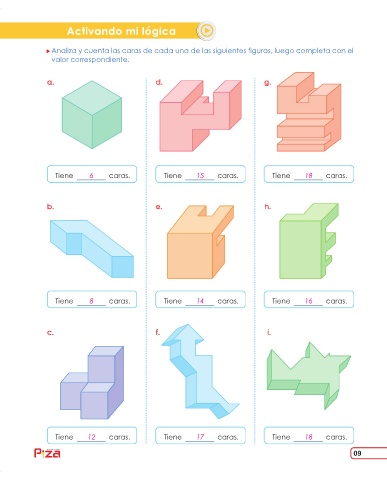 Activando mi lógica
Analiza y cuenta las caras de cada una de las siguientes figuras, luego completa con el
valor correspondiente.
a.
d.
g.
Tiene 6 caras.
Tiene 15 caras.
Tiene 18 caras.
b.
e.
h.
Tiene 8 caras.
Tiene 14 caras.
Tiene 16 caras.
c.
f.
i.
Tiene 12 caras.
Tiene 17 caras.
Tiene 18 caras.
09